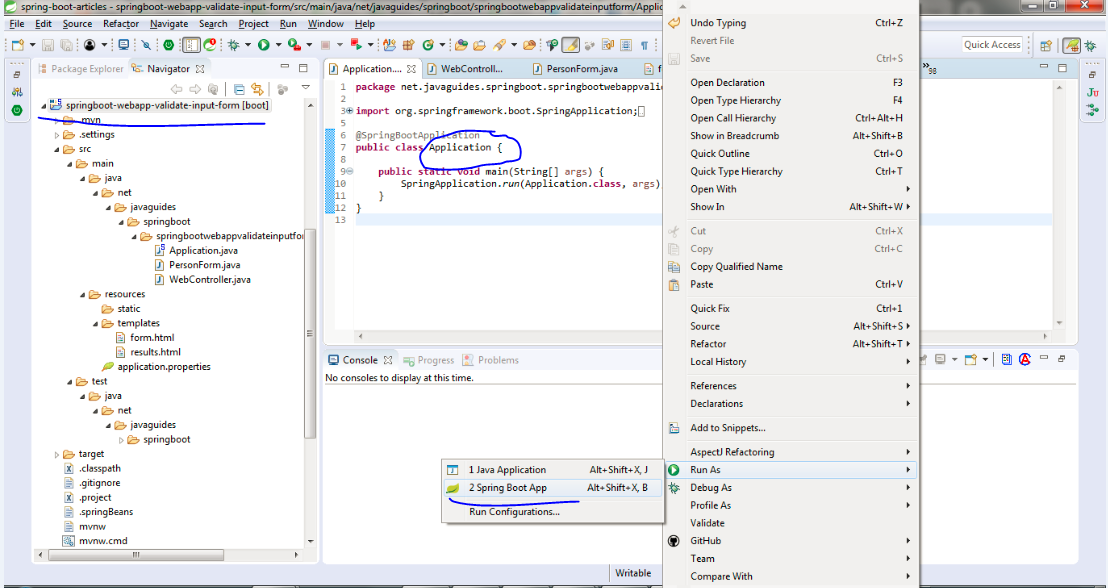 spring-boot-articles - springboot-webapp-validate-input-form/src/main/java/net/javaguides/springboot/springbootwebappvalidateinputform/Applic
File Edit Source Refactor Navigate Search Project Run Window Help
Quick Access
Package Explorer Navigator
springboot-webapp-validate-input-form [boot]
.mvn
.settings
src
main
java
net
javaguides
springboot
springbootwebappvalidateinputfor
Application.java
PersonForm.java
WebController.java
resources
static
templates
form.html
results.html
application.properties
test
java
net
javaguides
springboot
target
.classpath
.gitignore
.project
.springBeans
mvnw
mvnw.cmd
Application.... WebControll... PersonForm.java f
98
1 package net.javaguides.springboot.springbootwebappvali
2
3 import org.springframework.boot.SpringApplication;
5
6 @SpringBootApplication
7 public class Application {
8
9 public static void main(String[] args) {
10 SpringApplication.run(Application.class, args)
11 }
12 }
13
Console Progress Problems
No consoles to display at this time.
Undo Typing Ctrl+Z
Revert File
Save Ctrl+S
Open Declaration F3
Open Type Hierarchy F4
Open Call Hierarchy Ctrl+Alt+H
Show in Breadcrumb Alt+Shift+B
Quick Outline Ctrl+O
Quick Type Hierarchy Ctrl+T
Open With
Show In Alt+Shift+W
Cut Ctrl+X
Copy Ctrl+C
Copy Qualified Name
Paste Ctrl+V
Quick Fix Ctrl+1
Source Alt+Shift+S
Refactor Alt+Shift+T
Local History
References
Declarations
Add to Snippets...
AspectJ Refactoring
Run As
Debug As
Profile As
Validate
GitHub
Team
Compare With
1 Java Application Alt+Shift+X, J
2 Spring Boot App Alt+Shift+X, B
Run Configurations...
Writable
Ju